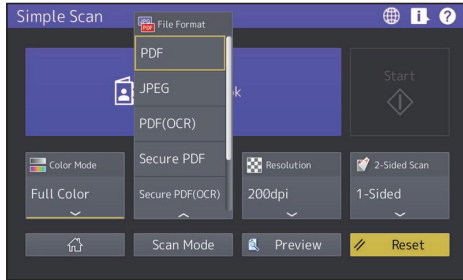 Simple Scan
File Format
PDF
JPEG
PDF(OCR)
Secure PDF
Secure PDF(OCR)
k
Start
Color Mode
Full Color
Resolution
200dpi
2-Sided Scan
1-Sided
Scan Mode
Preview
Reset